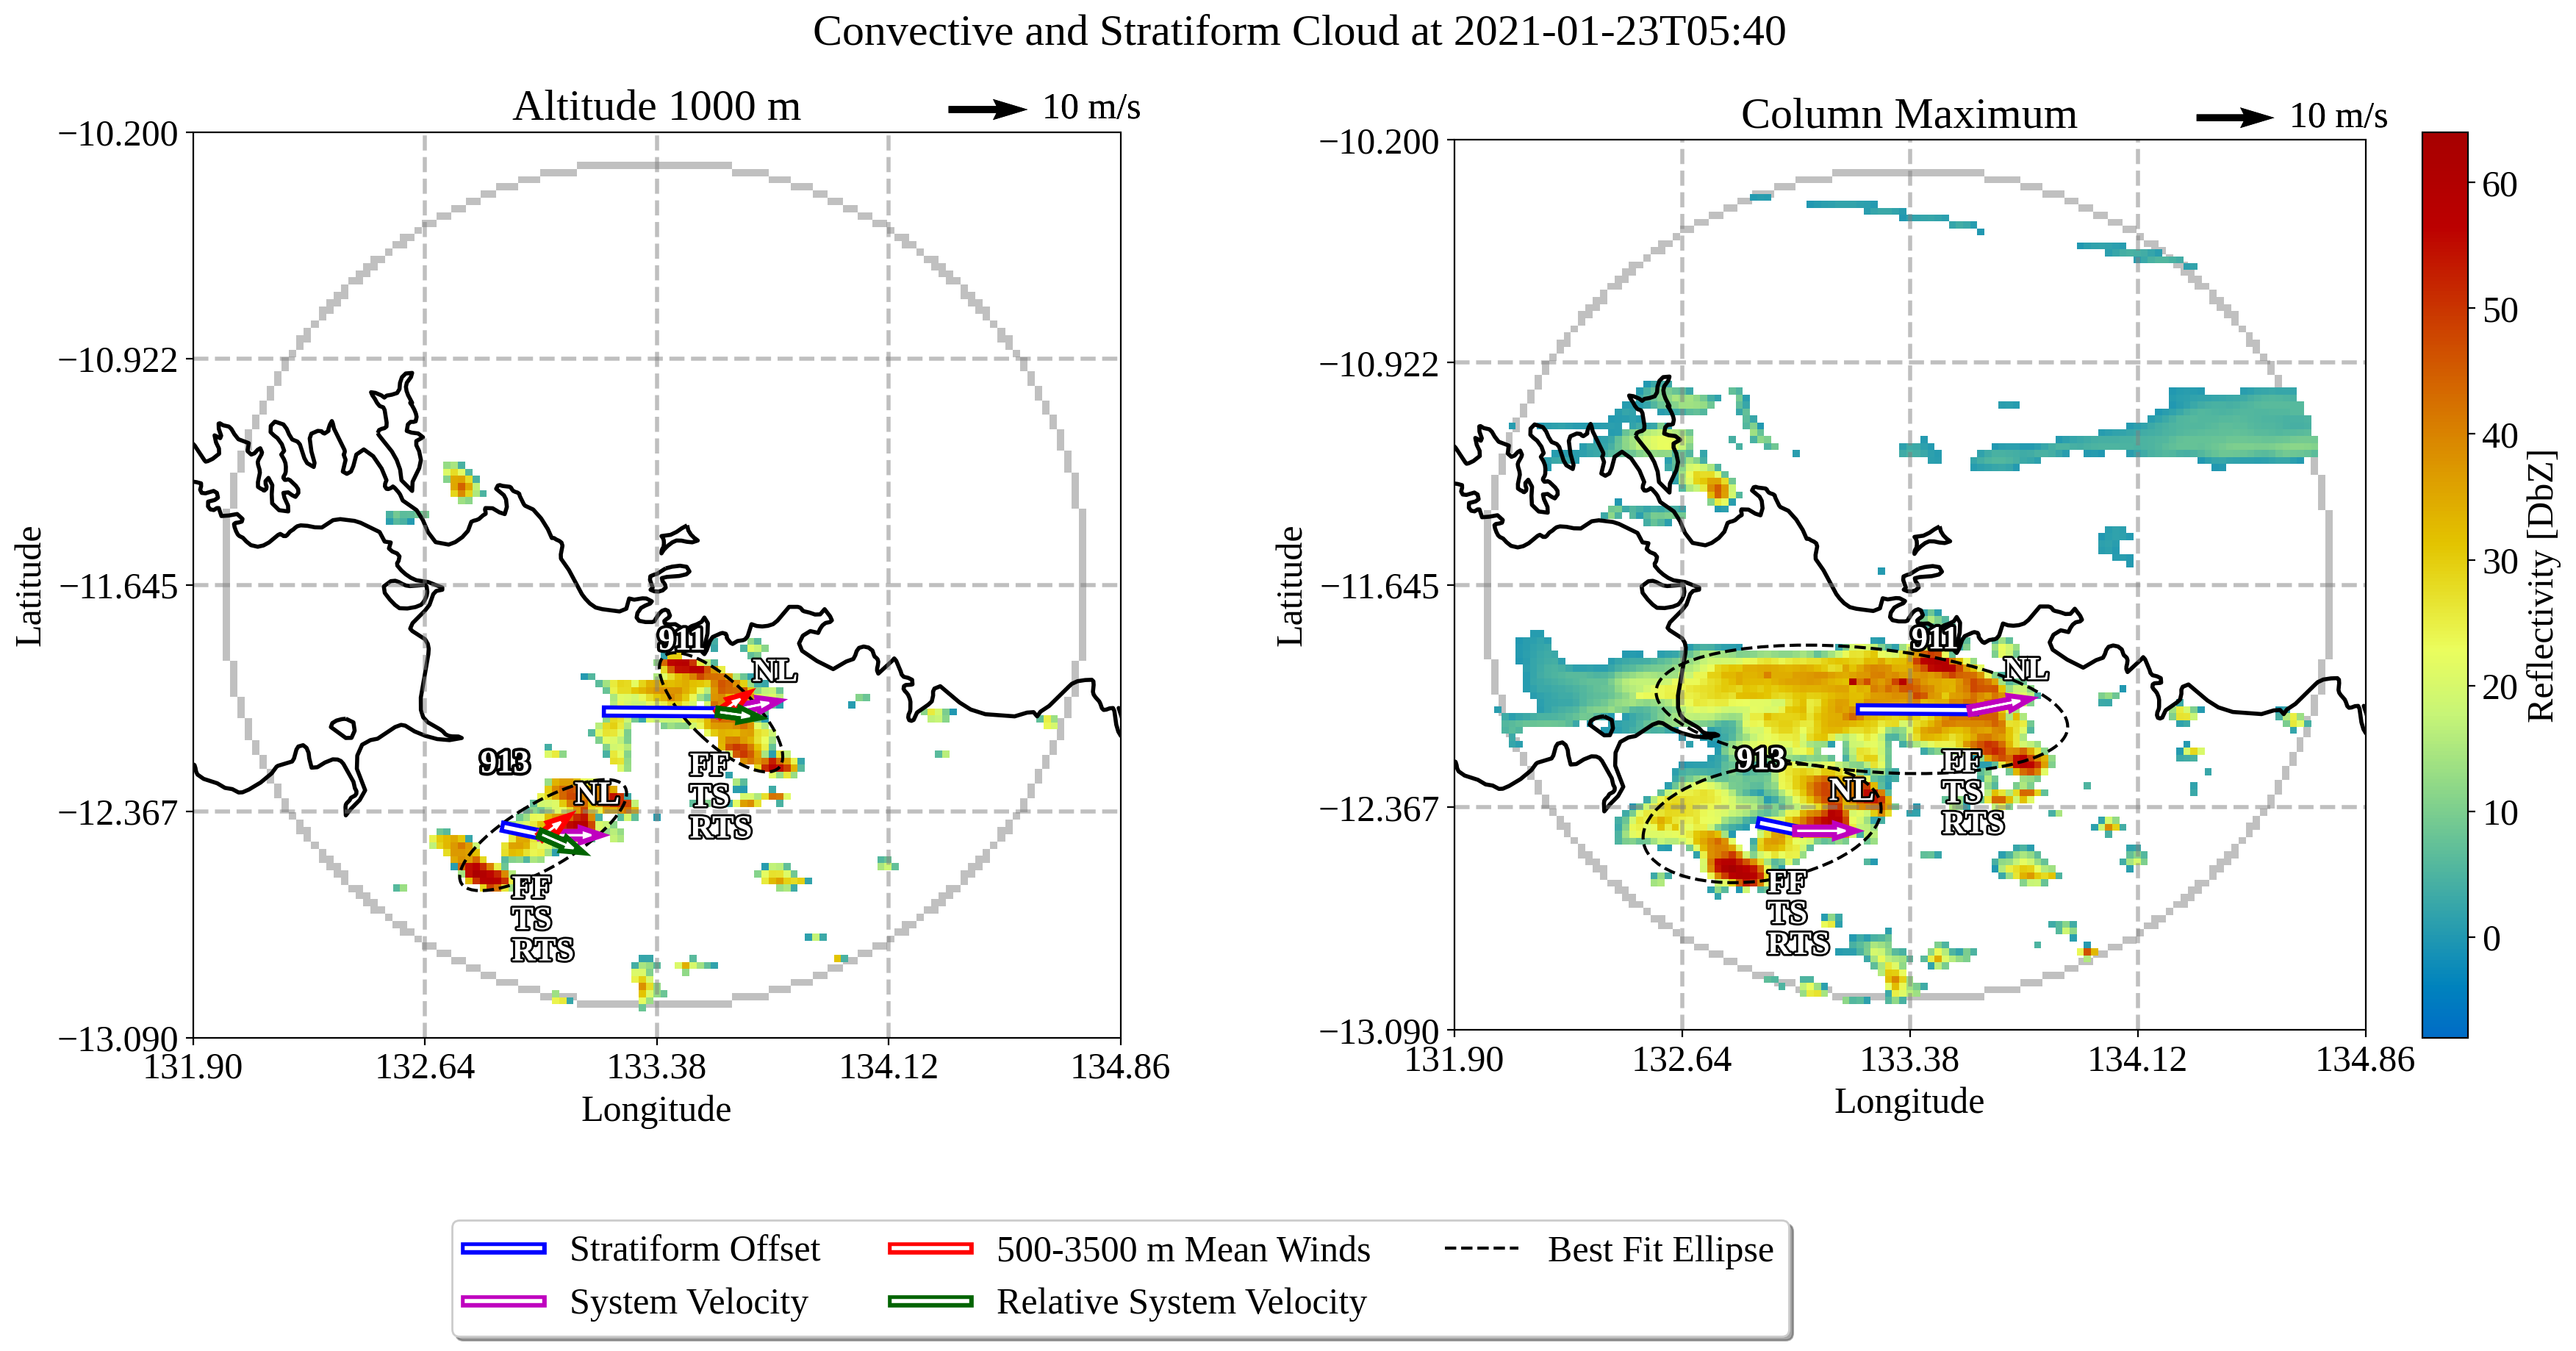 Convective and Stratiform Cloud at 2021-01-23T05:40
Altitude 1000 m
10 m/s
−10.200
−10.922
−11.645
−12.367
−13.090
Latitude
131.90
132.64
133.38
134.12
134.86
Longitude
911
NL
FF
TS
RTS
913
NL
FF
TS
RTS
Column Maximum
10 m/s
−10.200
−10.922
−11.645
−12.367
−13.090
Latitude
131.90
132.64
133.38
134.12
134.86
Longitude
911
NL
FF
TS
RTS
913
NL
FF
TS
RTS
60
50
40
30
20
10
0
Reflectivity [DbZ]
Stratiform Offset
System Velocity
500-3500 m Mean Winds
Relative System Velocity
Best Fit Ellipse